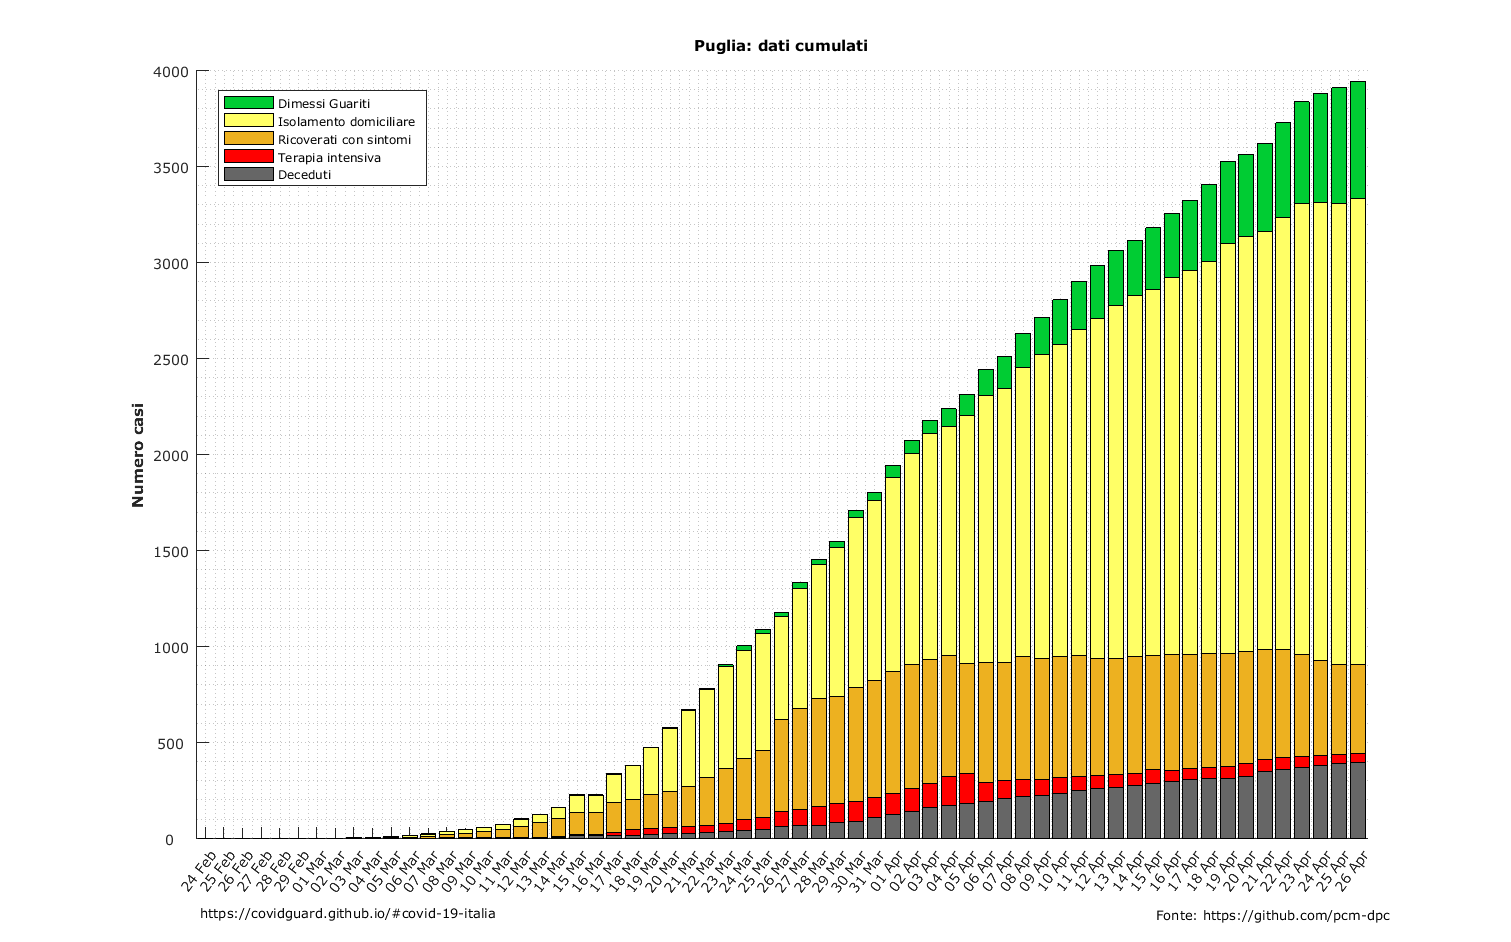 Puglia: dati cumulati
4000
3500
3000
2500
2000
1500
1000
500
0
Numero casi
Dimessi Guariti
Isolamento domiciliare
Ricoverati con sintomi
Terapia intensiva
Deceduti
24 Feb
25 Feb
26 Feb
27 Feb
28 Feb
29 Feb
01 Mar
02 Mar
03 Mar
04 Mar
05 Mar
06 Mar
07 Mar
08 Mar
09 Mar
10 Mar
11 Mar
12 Mar
13 Mar
14 Mar
15 Mar
16 Mar
17 Mar
18 Mar
19 Mar
20 Mar
21 Mar
22 Mar
23 Mar
24 Mar
25 Mar
26 Mar
27 Mar
28 Mar
29 Mar
30 Mar
31 Mar
01 Apr
02 Apr
03 Apr
04 Apr
05 Apr
06 Apr
07 Apr
08 Apr
09 Apr
10 Apr
11 Apr
12 Apr
13 Apr
14 Apr
15 Apr
16 Apr
17 Apr
18 Apr
19 Apr
20 Apr
21 Apr
22 Apr
23 Apr
24 Apr
25 Apr
26 Apr
https://covidguard.github.io/#covid-19-italia
Fonte: https://github.com/pcm-dpc